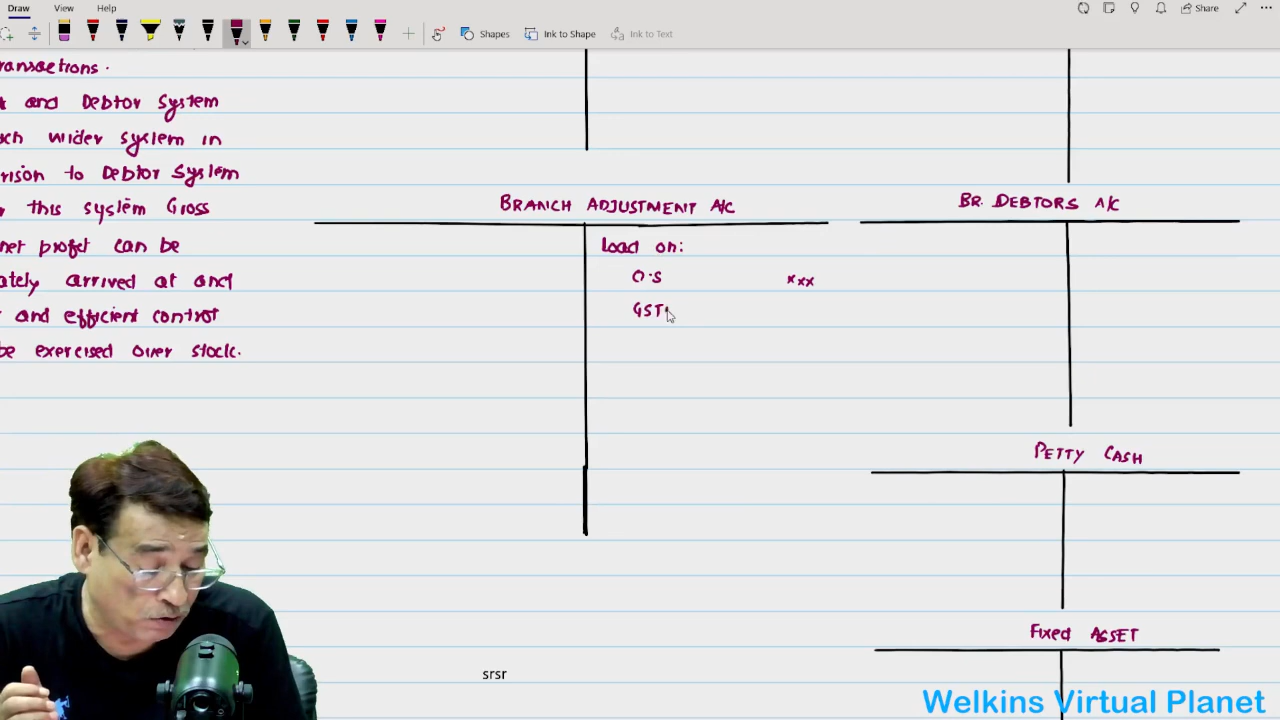 Draw View Help Share
Shapes Ink to Shape Ink to Text
ransactions.
and Debtor System
wider system in
rison to Debtor System
this system Gross
net profit can be
ately arrived at and
and efficient control
be exercised over stock.
BRANCH ADJUSTMENT A/C
Load on:
O.S xxx
GST
BR. DEBTORS A/C
PETTY CASH
Fixed ASSET
srsr
Welkins Virtual Planet